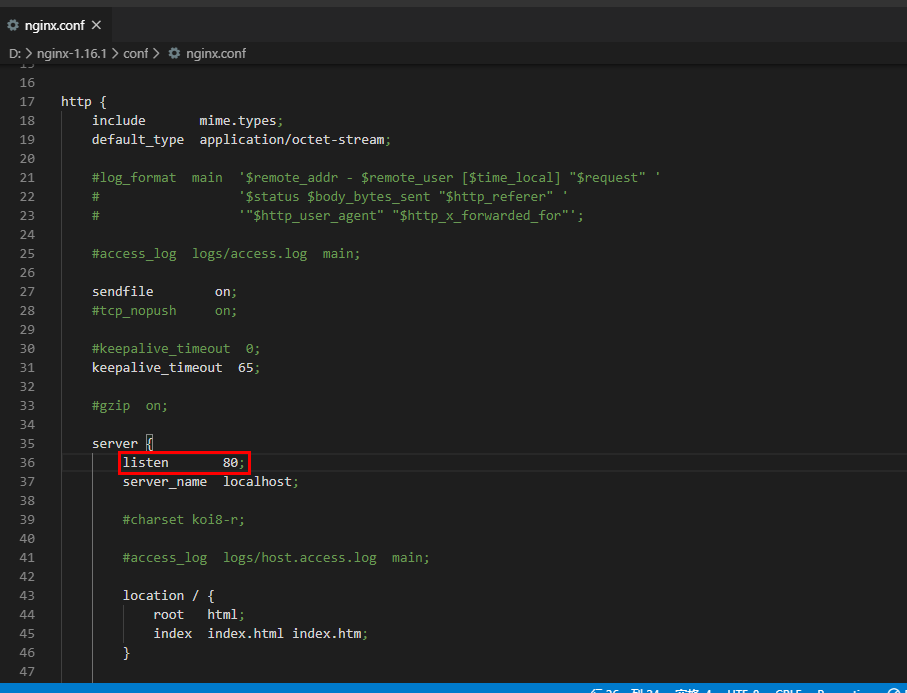 nginx.conf
D: > nginx-1.16.1 > conf > nginx.conf
15
16
17 http {
18     include       mime.types;
19     default_type  application/octet-stream;
20
21     #log_format  main  '$remote_addr - $remote_user [$time_local] "$request" '
22     #                  '$status $body_bytes_sent "$http_referer" '
23     #                  '"$http_user_agent" "$http_x_forwarded_for"';
24
25     #access_log  logs/access.log  main;
26
27     sendfile        on;
28     #tcp_nopush     on;
29
30     #keepalive_timeout  0;
31     keepalive_timeout  65;
32
33     #gzip  on;
34
35     server {
36         listen       80;
37         server_name  localhost;
38
39         #charset koi8-r;
40
41         #access_log  logs/host.access.log  main;
42
43         location / {
44             root   html;
45             index  index.html index.htm;
46         }
47